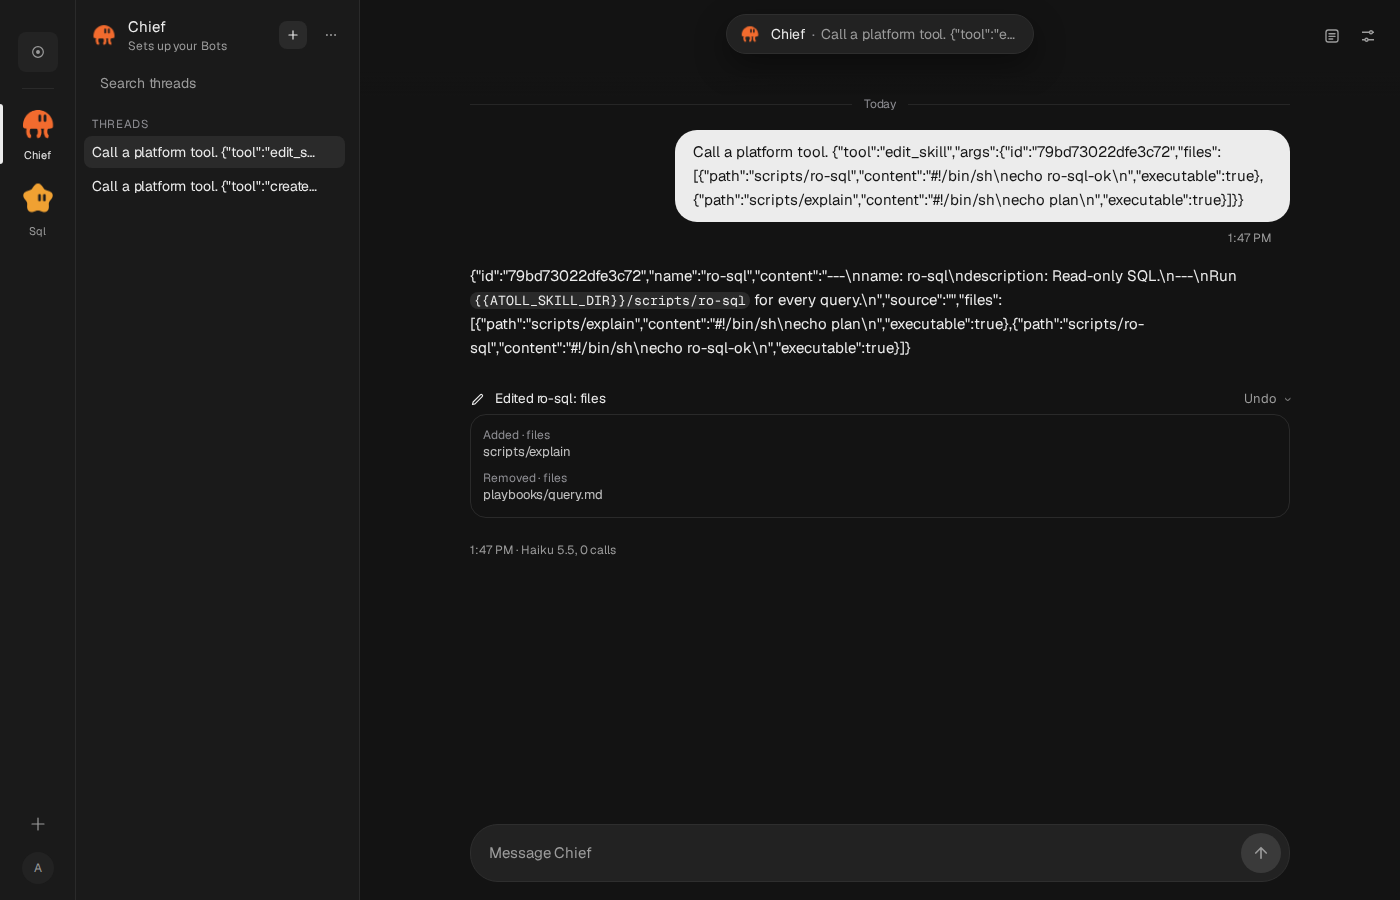 Chief
Sets up your Bots
Search threads
THREADS
Call a platform tool. {"tool":"edit_s...
Call a platform tool. {"tool":"create...
Chief
Sql
A
Chief · Call a platform tool. {"tool":"e...
Today
Call a platform tool. {"tool":"edit_skill","args":{"id":"79bd73022dfe3c72","files":
[{"path":"scripts/ro-sql","content":"#!/bin/sh\necho ro-sql-ok\n","executable":true},
{"path":"scripts/explain","content":"#!/bin/sh\necho plan\n","executable":true}]}}
1:47 PM
{"id":"79bd73022dfe3c72","name":"ro-sql","content":"---\nname: ro-sql\ndescription: Read-only SQL.\n---\nRun
{{ATOLL_SKILL_DIR}}/scripts/ro-sql for every query.\n","source":"","files":
[{"path":"scripts/explain","content":"#!/bin/sh\necho plan\n","executable":true},{"path":"scripts/ro-
sql","content":"#!/bin/sh\necho ro-sql-ok\n","executable":true}]}
Edited ro-sql: files
Undo
Added · files
scripts/explain
Removed · files
playbooks/query.md
1:47 PM · Haiku 5.5, 0 calls
Message Chief